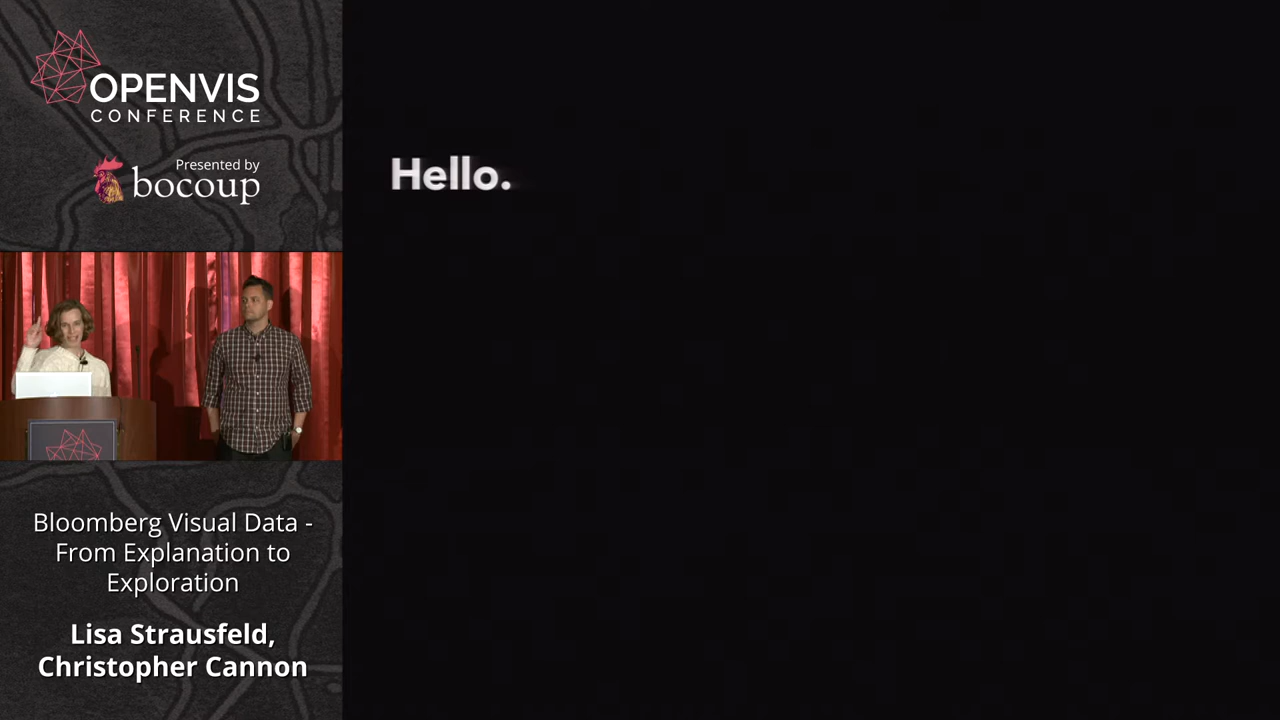 OPENVIS
CONFERENCE
Presented by
bocoup
Bloomberg Visual Data -
From Explanation to
Exploration
Lisa Strausfeld,
Christopher Cannon
Hello.